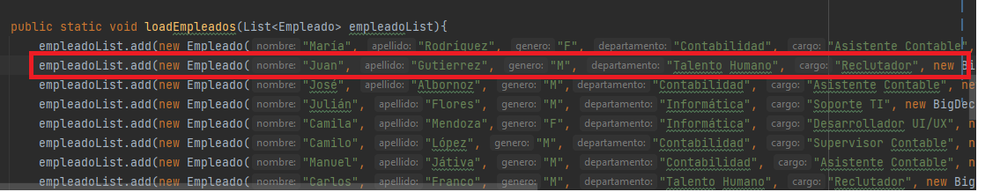 public static void loadEmpleados(List<Empleado> empleadoList){
empleadoList.add(new Empleado( nombre: "Maria", apellido: "Rodriguez", genero: "F", departamento: "Contabilidad", cargo: "Asistente Contable",
empleadoList.add(new Empleado( nombre: "Juan", apellido: "Gutierrez", genero: "M", departamento: "Talento Humano", cargo: "Reclutador", new Bi
empleadoList.add(new Empleado( nombre: "José", apellido: "Albornoz", genero: "M", departamento: "Contabilidad", cargo: "Asistente Contable", ne
empleadoList.add(new Empleado( nombre: "Julián", apellido: "Flores", genero: "M", departamento: "Informática", cargo: "Soporte TI", new BigDec
empleadoList.add(new Empleado( nombre: "Camila", apellido: "Mendoza", genero: "F", departamento: "Informática", cargo: "Desarrollador UI/UX", n
empleadoList.add(new Empleado( nombre: "Camilo", apellido: "López", genero: "M", departamento: "Contabilidad", cargo: "Supervisor Contable", n
empleadoList.add(new Empleado( nombre: "Manuel", apellido: "Játiva", genero: "M", departamento: "Contabilidad", cargo: "Asistente Contable", n
empleadoList.add(new Empleado( nombre: "Carlos", apellido: "Franco", genero: "M", departamento: "Talento Humano", cargo: "Reclutador", new Big